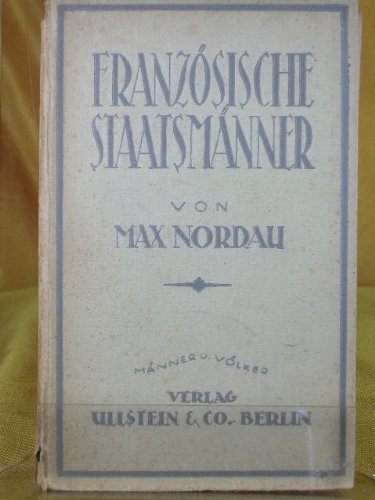 FRANZÖSISCHE
STAATSMÄNNER
VON
MAX NORDAU
MÄNNER U. VÖLKER
VERLAG
ULLSTEIN & CO.-BERLIN